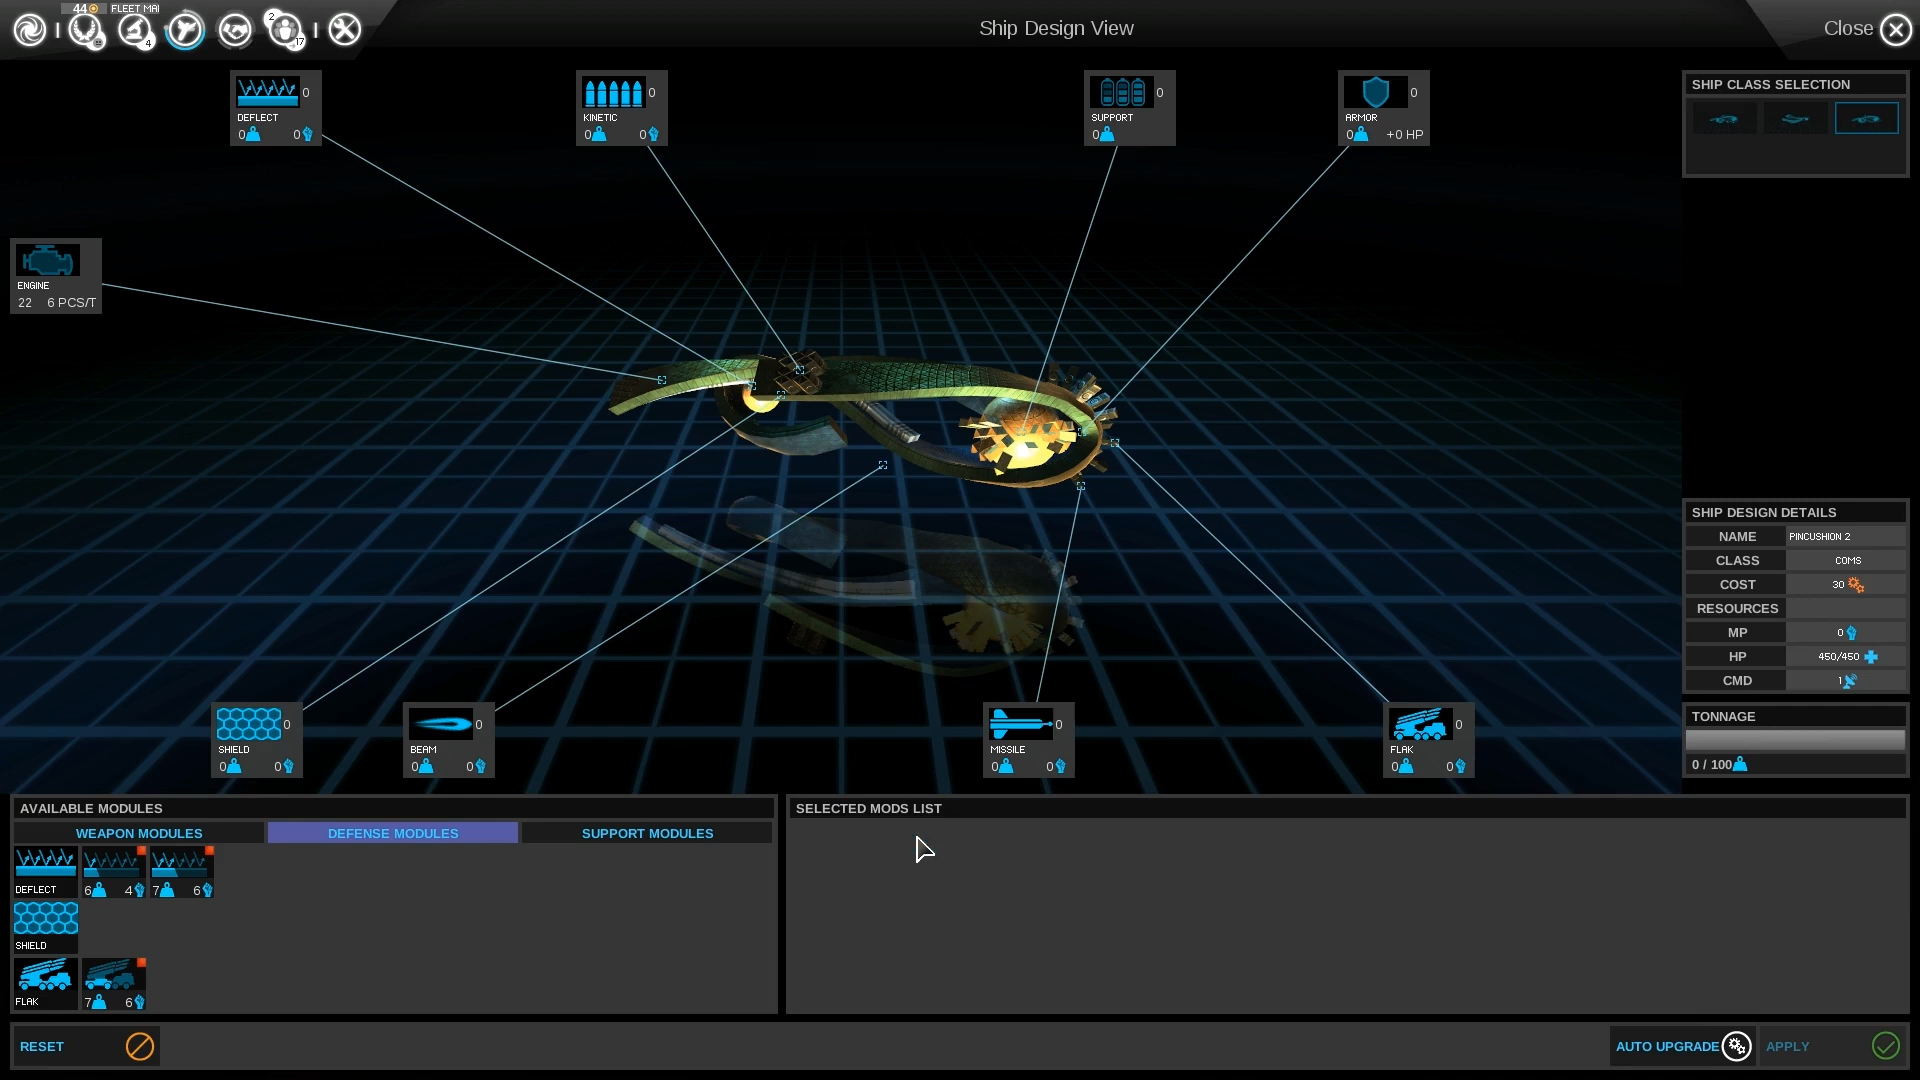 44 FLEET MAI
2
4
17
Ship Design View
Close
0
DEFLECT
0 0
0
KINETIC
0 0
0
SUPPORT
0
0
ARMOR
0 +0 HP
SHIP CLASS SELECTION
ENGINE
22 6 PCS/T
SHIP DESIGN DETAILS
NAME PINCUSHION 2
CLASS COMS
COST 30
RESOURCES
MP 0
HP 450/450
CMD 1
TONNAGE
0 / 100
0
SHIELD
0 0
0
BEAM
0 0
0
MISSILE
0 0
0
FLAK
0 0
AVAILABLE MODULES
WEAPON MODULES DEFENSE MODULES SUPPORT MODULES
DEFLECT 6 4 7 6
SHIELD
FLAK 7 6
SELECTED MODS LIST
RESET
AUTO UPGRADE
APPLY